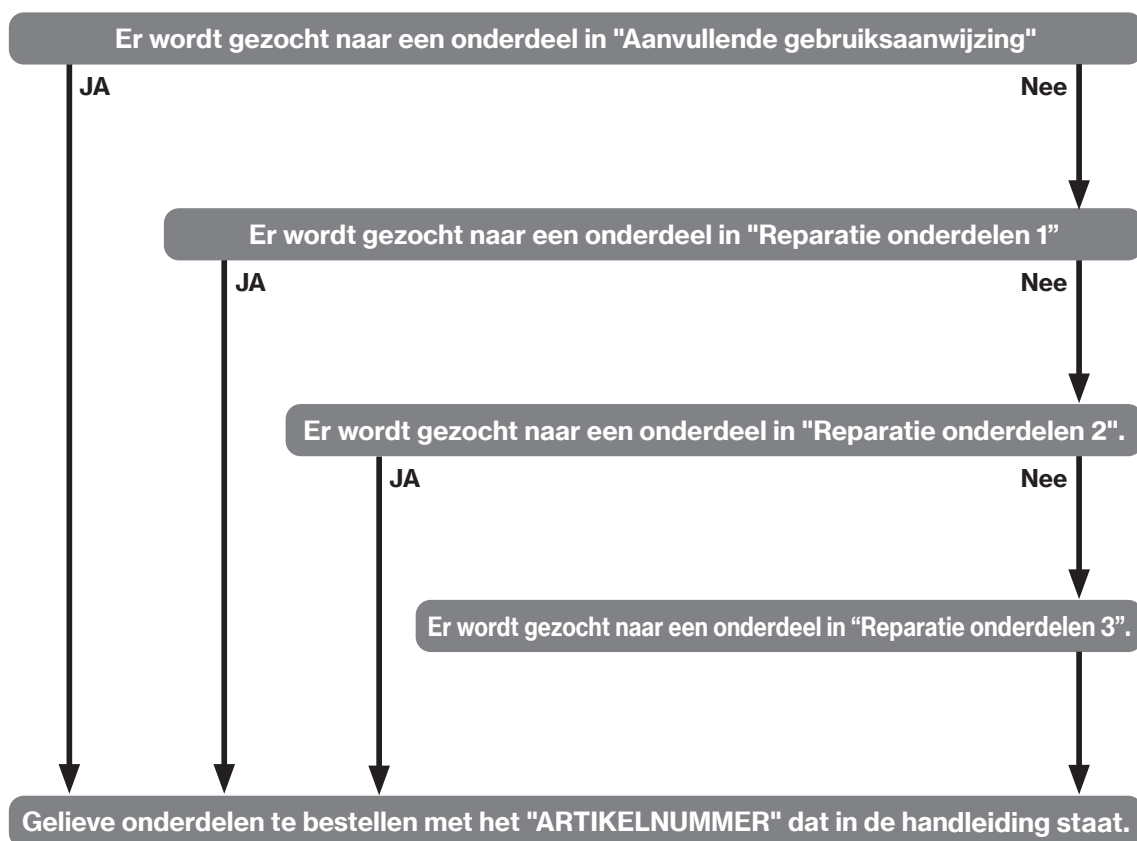 Er wordt gezocht naar een onderdeel in "Aanvullende gebruiksaanwijzing"
JA
Nee
Er wordt gezocht naar een onderdeel in "Reparatie onderdelen 1”
JA
Nee
Er wordt gezocht naar een onderdeel in "Reparatie onderdelen 2".
JA
Nee
Er wordt gezocht naar een onderdeel in “Reparatie onderdelen 3”.
Gelieve onderdelen te bestellen met het "ARTIKELNUMMER" dat in de handleiding staat.